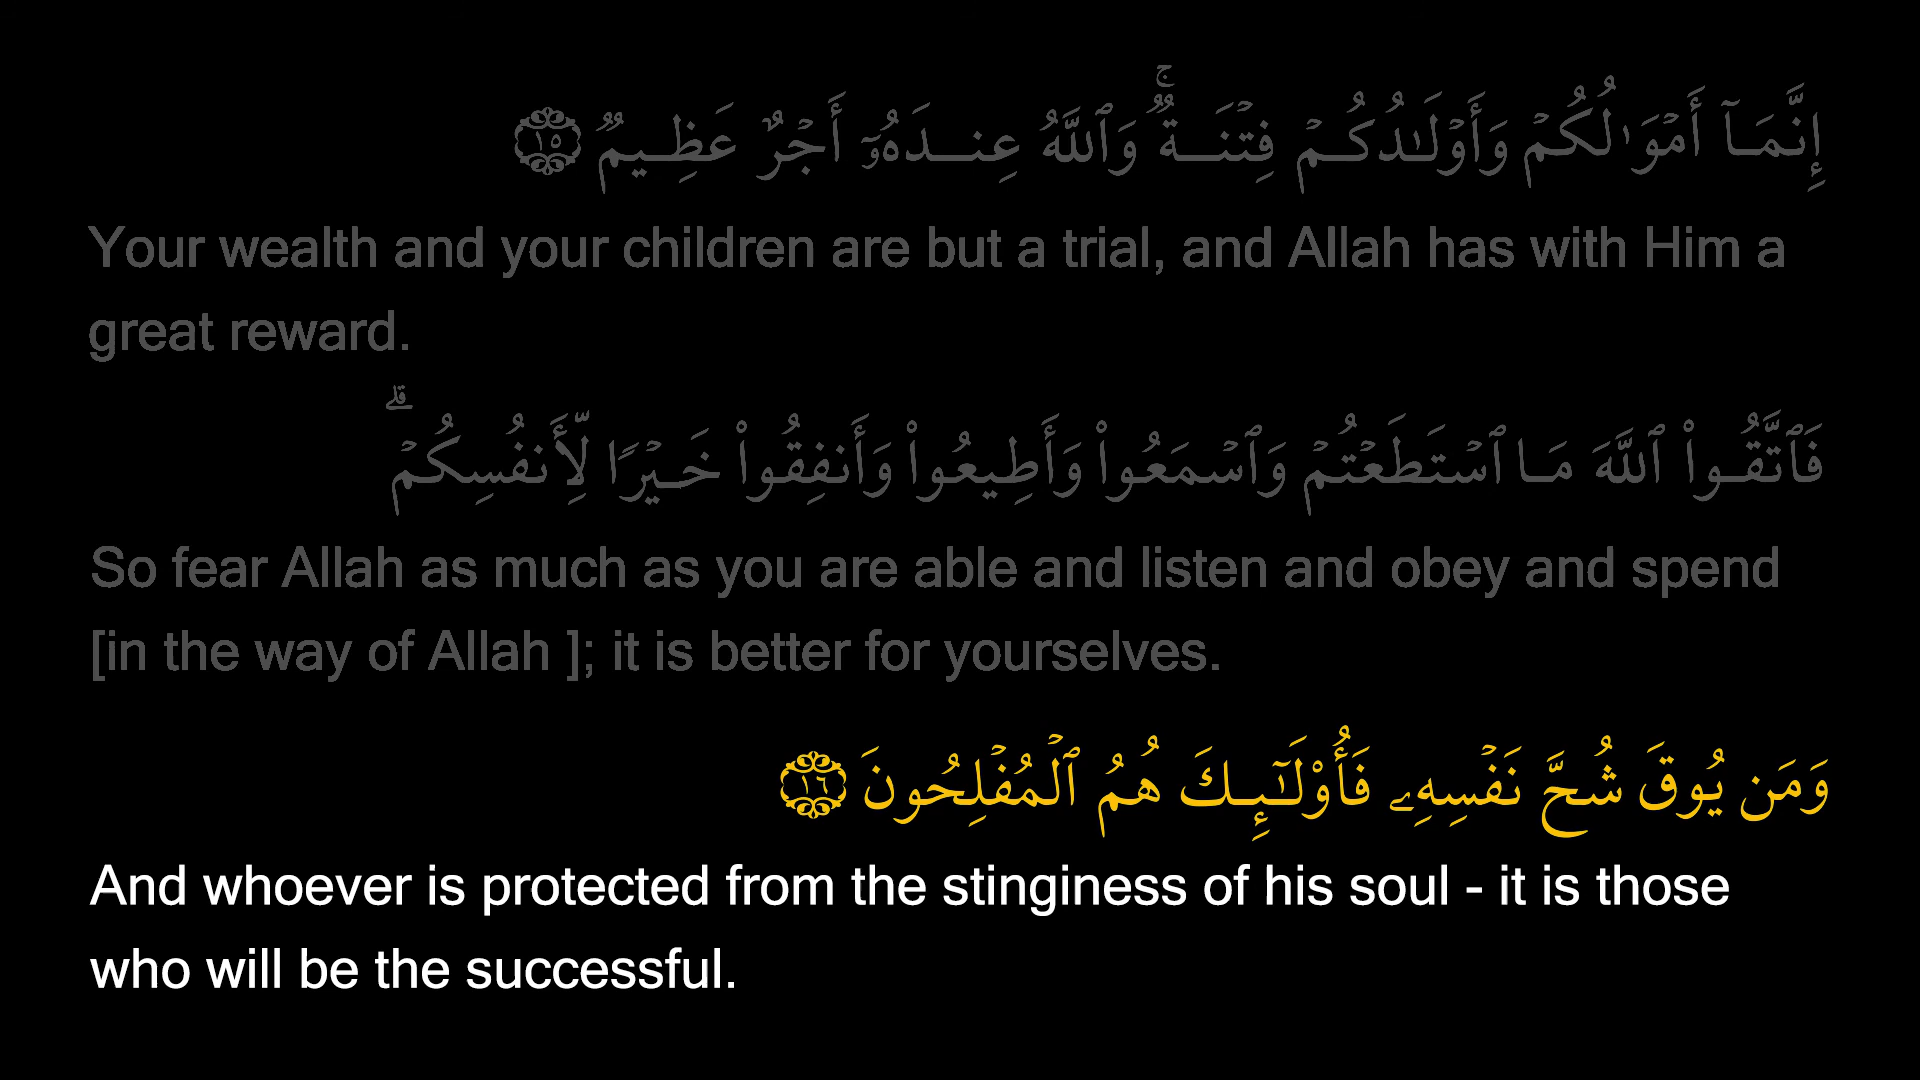 إِنَّمَآ أَمۡوَٰلُكُمۡ وَأَوۡلَٰدُكُمۡ فِتۡنَةٞۚ وَٱللَّهُ عِندَهُۥٓ أَجۡرٌ عَظِيمٞ ١٥
Your wealth and your children are but a trial, and Allah has with Him a
great reward.
فَٱتَّقُواْ ٱللَّهَ مَا ٱسۡتَطَعۡتُمۡ وَٱسۡمَعُواْ وَأَطِيعُواْ وَأَنفِقُواْ خَيۡرٗا لِّأَنفُسِكُمۡۗ
So fear Allah as much as you are able and listen and obey and spend
[in the way of Allah ]; it is better for yourselves.
وَمَن يُوقَ شُحَّ نَفۡسِهِۦ فَأُوْلَٰٓئِكَ هُمُ ٱلۡمُفۡلِحُونَ ١٦
And whoever is protected from the stinginess of his soul - it is those
who will be the successful.